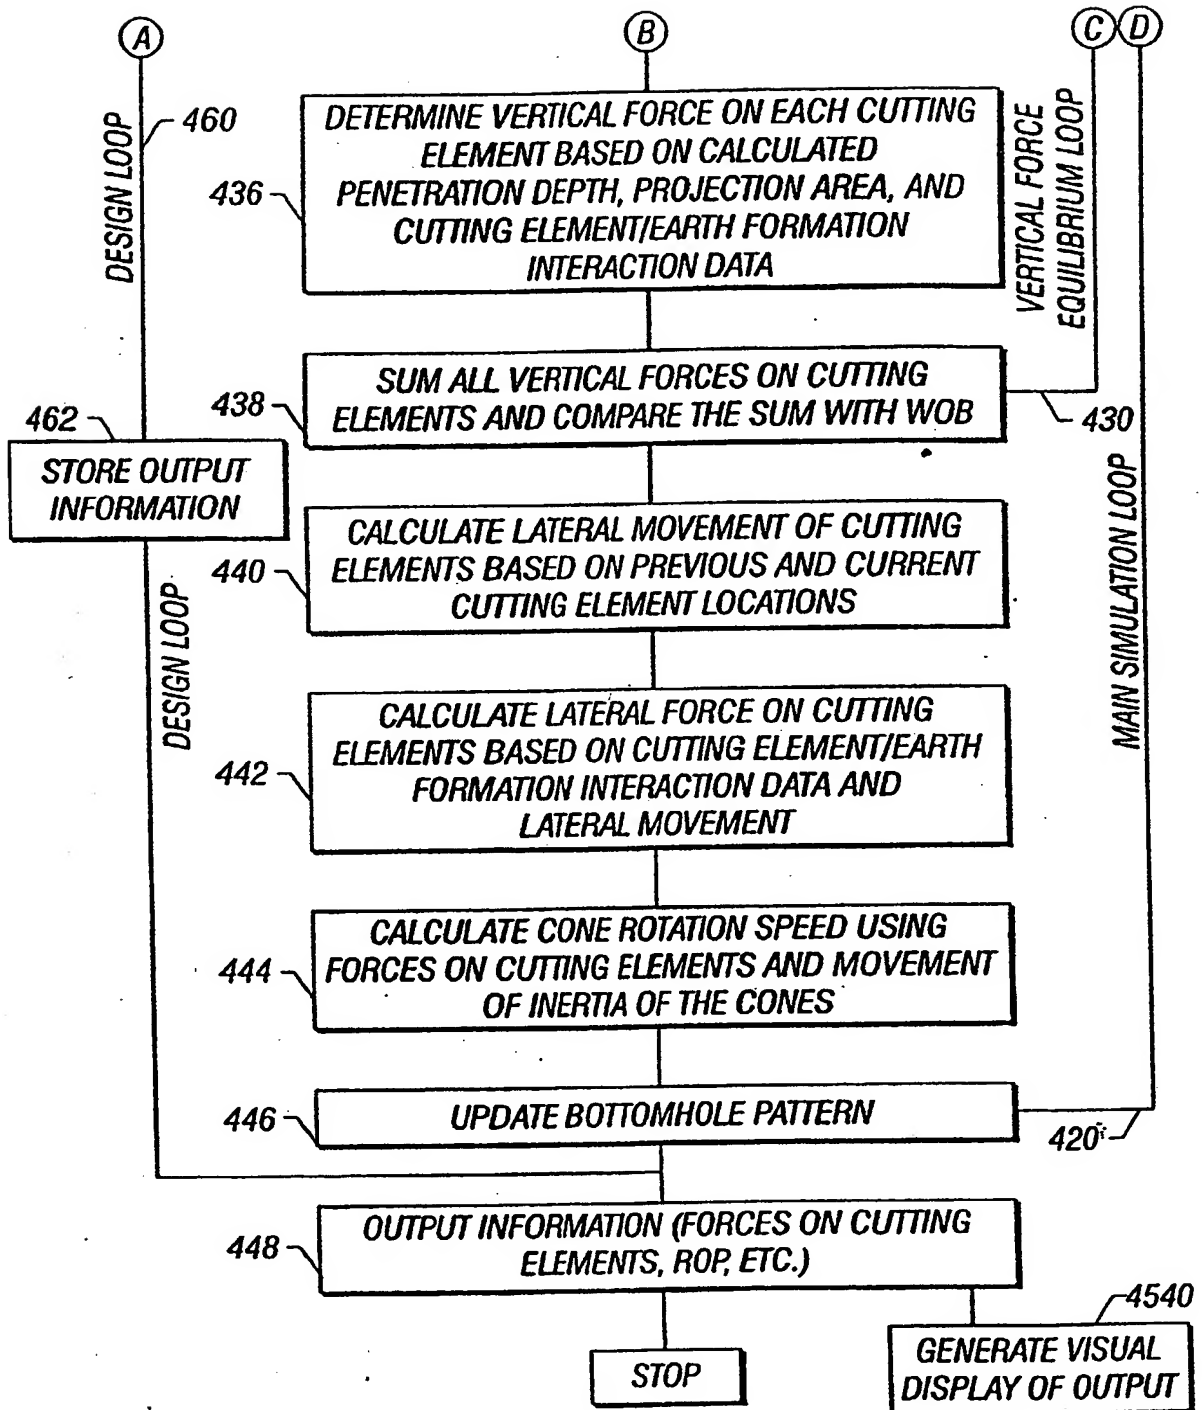 A
B
C
D
DESIGN LOOP
460
436
DETERMINE VERTICAL FORCE ON EACH CUTTING
ELEMENT BASED ON CALCULATED
PENETRATION DEPTH, PROJECTION AREA, AND
CUTTING ELEMENT/EARTH FORMATION
INTERACTION DATA
VERTICAL FORCE
EQUILIBRIUM LOOP
438
SUM ALL VERTICAL FORCES ON CUTTING
ELEMENTS AND COMPARE THE SUM WITH WOB
430
462
STORE OUTPUT
INFORMATION
440
CALCULATE LATERAL MOVEMENT OF CUTTING
ELEMENTS BASED ON PREVIOUS AND CURRENT
CUTTING ELEMENT LOCATIONS
MAIN SIMULATION LOOP
DESIGN LOOP
442
CALCULATE LATERAL FORCE ON CUTTING
ELEMENTS BASED ON CUTTING ELEMENT/EARTH
FORMATION INTERACTION DATA AND
LATERAL MOVEMENT
444
CALCULATE CONE ROTATION SPEED USING
FORCES ON CUTTING ELEMENTS AND MOVEMENT
OF INERTIA OF THE CONES
446
UPDATE BOTTOMHOLE PATTERN
420
448
OUTPUT INFORMATION (FORCES ON CUTTING
ELEMENTS, ROP, ETC.)
4540
STOP
GENERATE VISUAL
DISPLAY OF OUTPUT